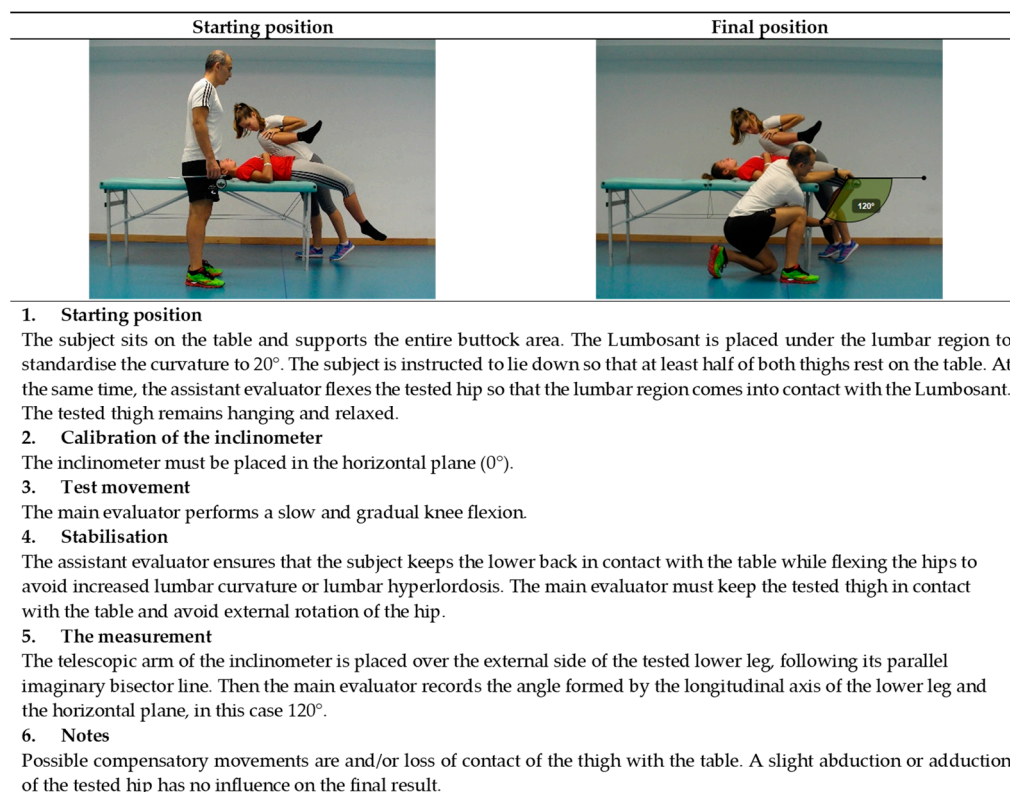 Starting position
Final position
120°
1. Starting position
The subject sits on the table and supports the entire buttock area. The Lumbosant is placed under the lumbar region to
standardise the curvature to 20°. The subject is instructed to lie down so that at least half of both thighs rest on the table. At
the same time, the assistant evaluator flexes the tested hip so that the lumbar region comes into contact with the Lumbosant.
The tested thigh remains hanging and relaxed.
2. Calibration of the inclinometer
The inclinometer must be placed in the horizontal plane (0°).
3. Test movement
The main evaluator performs a slow and gradual knee flexion.
4. Stabilisation
The assistant evaluator ensures that the subject keeps the lower back in contact with the table while flexing the hips to
avoid increased lumbar curvature or lumbar hyperlordosis. The main evaluator must keep the tested thigh in contact
with the table and avoid external rotation of the hip.
5. The measurement
The telescopic arm of the inclinometer is placed over the external side of the tested lower leg, following its parallel
imaginary bisector line. Then the main evaluator records the angle formed by the longitudinal axis of the lower leg and
the horizontal plane, in this case 120°.
6. Notes
Possible compensatory movements are and/or loss of contact of the thigh with the table. A slight abduction or adduction
of the tested hip has no influence on the final result.